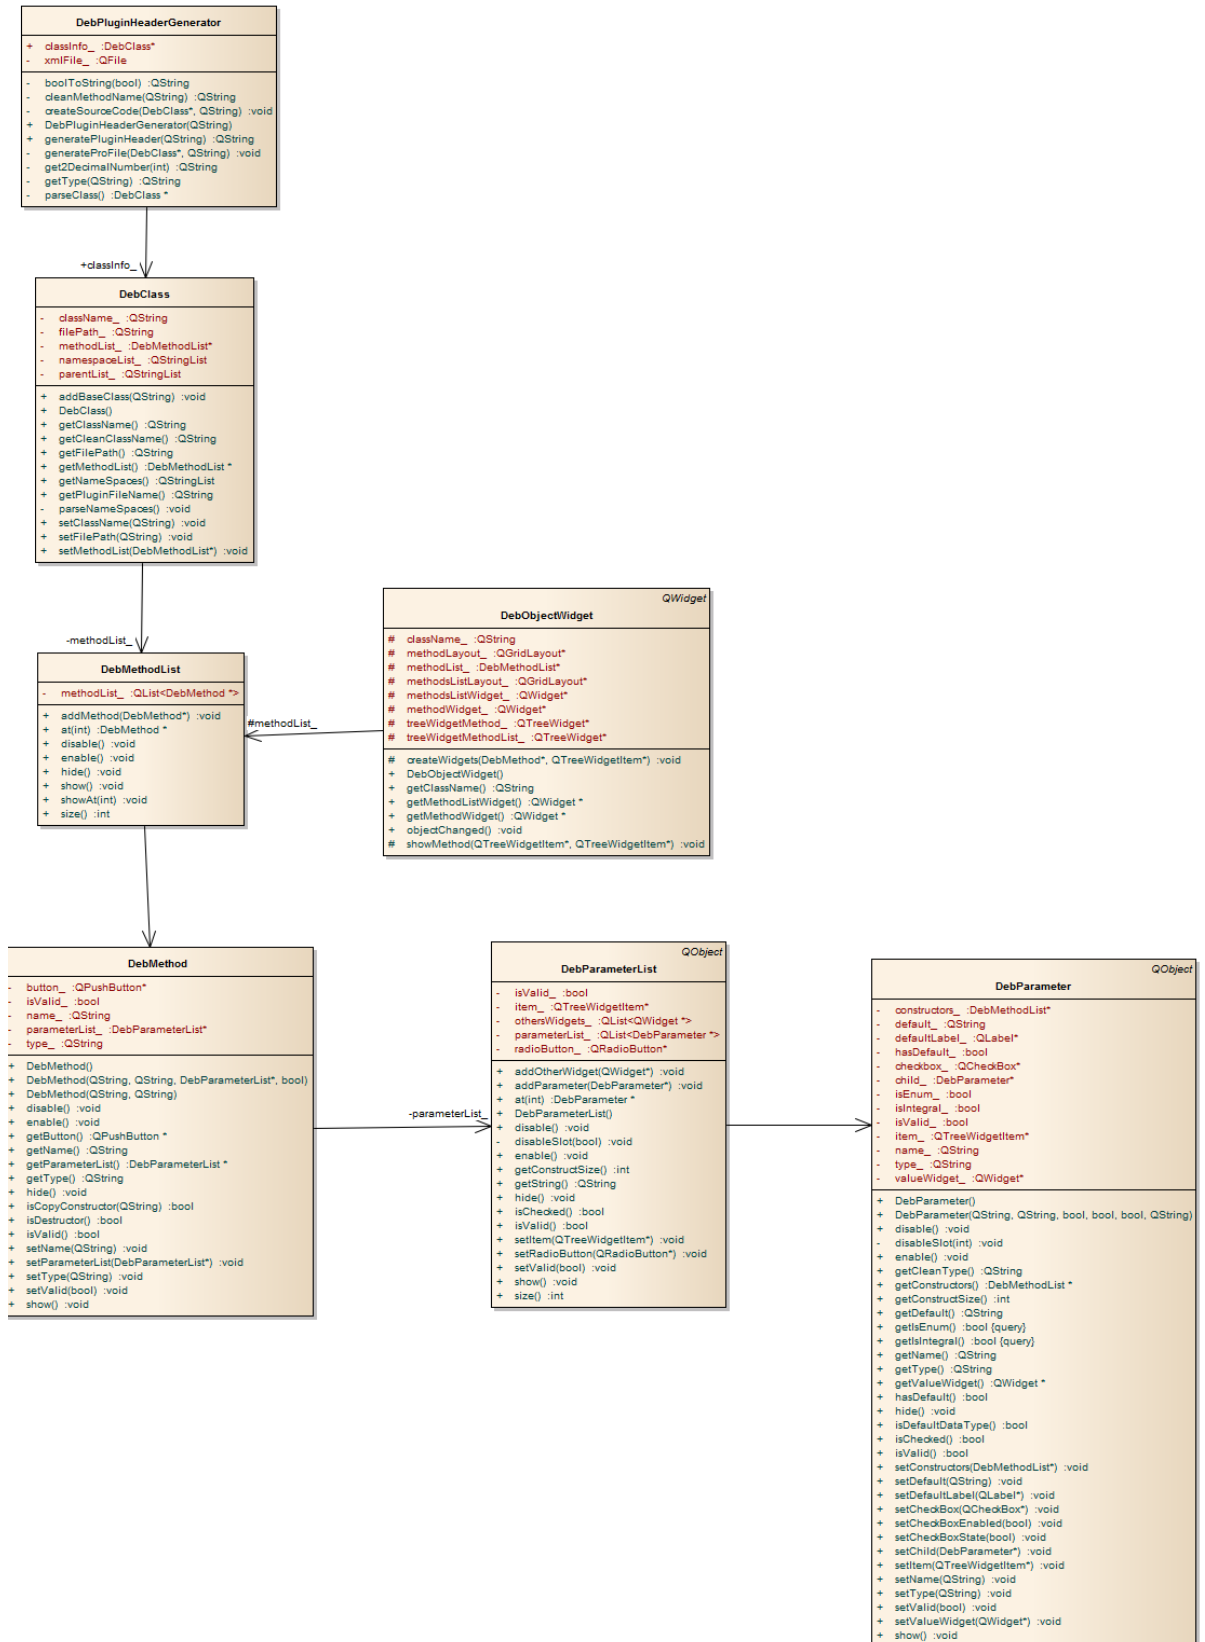 DebPluginHeaderGenerator
+ classInfo_ :DebClass*
- xmlFile_ :QFile
- boolToString(bool) :QString
- cleanMethodName(QString) :QString
- createSourceCode(DebClass*, QString) :void
+ DebPluginHeaderGenerator(QString)
+ generatePluginHeader(QString) :QString
- generateProFile(DebClass*, QString) :void
- get2DecimalNumber(int) :QString
- getType(QString) :QString
- parseClass() :DebClass *
+classInfo_
DebClass
- className_ :QString
- filePath_ :QString
- methodList_ :DebMethodList*
- namespaceList_ :QStringList
- parentList_ :QStringList
+ addBaseClass(QString) :void
+ DebClass()
+ getClassName() :QString
+ getCleanClassName() :QString
+ getFilePath() :QString
+ getMethodList() :DebMethodList *
+ getNameSpaces() :QStringList
+ getPluginFileName() :QString
- parseNameSpaces() :void
+ setClassName(QString) :void
+ setFilePath(QString) :void
+ setMethodList(DebMethodList*) :void
-methodList_
DebMethodList
- methodList_ :QList<DebMethod *>
+ addMethod(DebMethod*) :void
+ at(int) :DebMethod *
+ disable() :void
+ enable() :void
+ hide() :void
+ show() :void
+ showAt(int) :void
+ size() :int
#methodList_
QWidget
DebObjectWidget
# className_ :QString
# methodLayout_ :QGridLayout*
# methodList_ :DebMethodList*
# methodsListLayout_ :QGridLayout*
# methodsListWidget_ :QWidget*
# methodWidget_ :QWidget*
# treeWidgetMethod_ :QTreeWidget*
# treeWidgetMethodList_ :QTreeWidget*
# createWidgets(DebMethod*, QTreeWidgetItem*) :void
+ DebObjectWidget()
+ getClassName() :QString
+ getMethodListWidget() :QWidget *
+ getMethodWidget() :QWidget *
+ objectChanged() :void
# showMethod(QTreeWidgetItem*, QTreeWidgetItem*) :void
DebMethod
- button_ :QPushButton*
- isValid_ :bool
- name_ :QString
- parameterList_ :DebParameterList*
- type_ :QString
+ DebMethod()
+ DebMethod(QString, QString, DebParameterList*, bool)
+ DebMethod(QString, QString)
+ disable() :void
+ enable() :void
+ getButton() :QPushButton *
+ getName() :QString
+ getParameterList() :DebParameterList *
+ getType() :QString
+ hide() :void
+ isCopyConstructor(QString) :bool
+ isDestructor() :bool
+ isValid() :bool
+ setName(QString) :void
+ setParameterList(DebParameterList*) :void
+ setType(QString) :void
+ setValid(bool) :void
+ show() :void
-parameterList_
QObject
DebParameterList
- isValid_ :bool
- item_ :QTreeWidgetItem*
- othersWidgets_ :QList<QWidget *>
- parameterList_ :QList<DebParameter *>
- radioButton_ :QRadioButton*
+ addOtherWidget(QWidget*) :void
+ addParameter(DebParameter*) :void
+ at(int) :DebParameter *
+ DebParameterList()
+ disable() :void
- disableSlot(bool) :void
+ enable() :void
+ getConstructSize() :int
+ getString() :QString
+ hide() :void
+ isChecked() :bool
+ isValid() :bool
+ setItem(QTreeWidgetItem*) :void
+ setRadioButton(QRadioButton*) :void
+ setValid(bool) :void
+ show() :void
+ size() :int
QObject
DebParameter
- constructors_ :DebMethodList*
- default_ :QString
- defaultLabel_ :QLabel*
- hasDefault_ :bool
- checkbox_ :QCheckBox*
- child_ :DebParameter*
- isEnum_ :bool
- isIntegral_ :bool
- isValid_ :bool
- item_ :QTreeWidgetItem*
- name_ :QString
- type_ :QString
- valueWidget_ :QWidget*
+ DebParameter()
+ DebParameter(QString, QString, bool, bool, bool, QString)
+ disable() :void
- disableSlot(int) :void
+ enable() :void
+ getCleanType() :QString
+ getConstructors() :DebMethodList *
+ getConstructSize() :int
+ getDefault() :QString
+ getIsEnum() :bool {query}
+ getIsIntegral() :bool {query}
+ getName() :QString
+ getType() :QString
+ getValueWidget() :QWidget *
+ hasDefault() :bool
+ hide() :void
+ isDefaultDataType() :bool
+ isChecked() :bool
+ isValid() :bool
+ setConstructors(DebMethodList*) :void
+ setDefault(QString) :void
+ setDefaultLabel(QLabel*) :void
+ setCheckBox(QCheckBox*) :void
+ setCheckBoxEnabled(bool) :void
+ setCheckBoxState(bool) :void
+ setChild(DebParameter*) :void
+ setItem(QTreeWidgetItem*) :void
+ setName(QString) :void
+ setType(QString) :void
+ setValid(bool) :void
+ setValueWidget(QWidget*) :void
+ show() :void